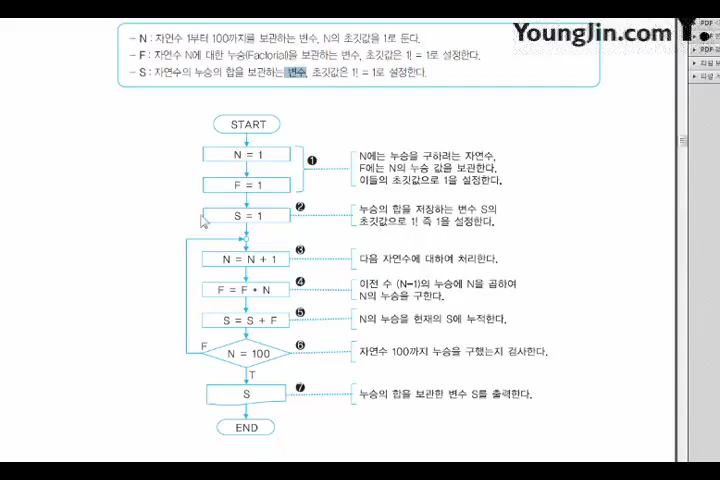 YoungJin.com Y.
- N : 자연수 1부터 100까지를 보관하는 변수, N의 초깃값을 1로 둔다.
- F : 자연수 N에 대한 누승(Factorial)을 보관하는 변수, 초깃값은 1! = 1로 설정한다.
- S : 자연수의 누승의 합을 보관하는 변수, 초깃값은 1! = 1로 설정한다.
START
N = 1
F = 1
❶
N에는 누승을 구하려는 자연수,
F에는 N의 누승 값을 보관한다.
이들의 초깃값으로 1을 설정한다.
S = 1
❷
누승의 합을 저장하는 변수 S의
초깃값으로 1! 즉 1을 설정한다.
N = N + 1
❸
다음 자연수에 대하여 처리한다.
F = F * N
❹
이전 수 (N-1)의 누승에 N을 곱하여
N의 누승을 구한다.
S = S + F
❺
N의 누승을 현재의 S에 누적한다.
F
N = 100
❻
자연수 100까지 누승을 구했는지 검사한다.
T
S
❼
누승의 합을 보관한 변수 S를 출력한다.
END